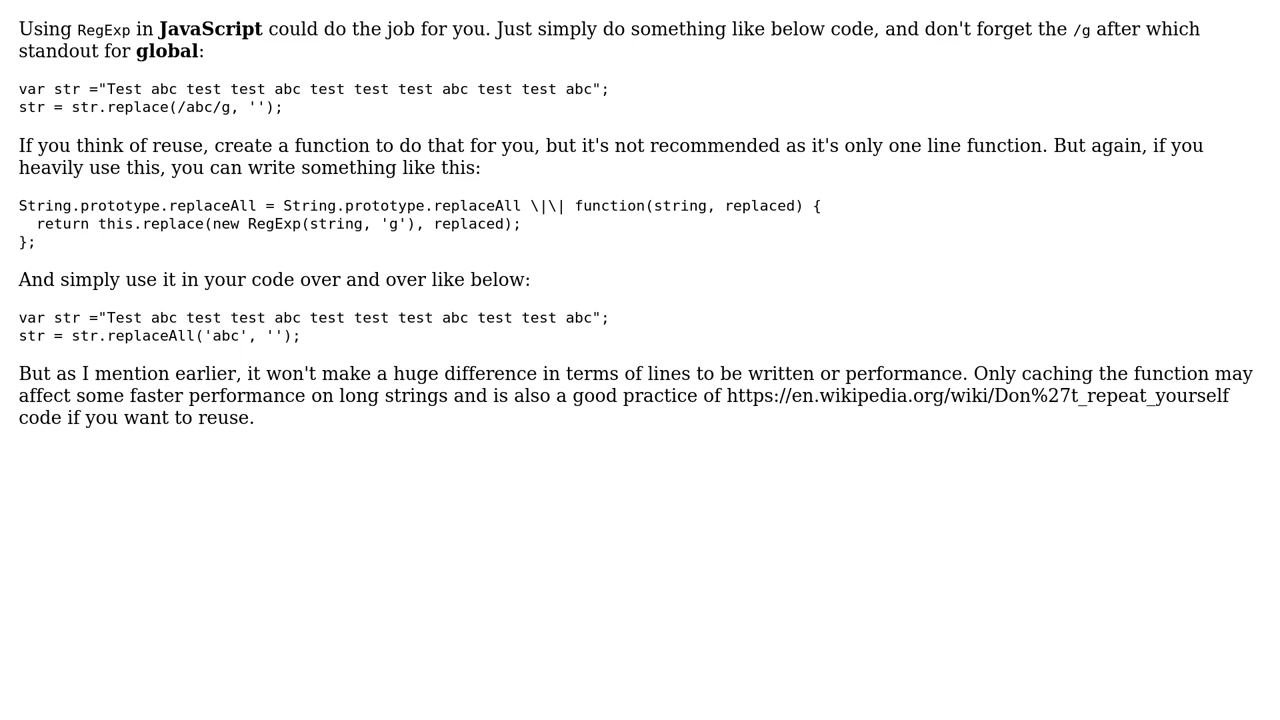 Using RegExp in JavaScript could do the job for you. Just simply do something like below code, and don't forget the /g after which
standout for global:
var str ="Test abc test test abc test test test abc test test abc";
str = str.replace(/abc/g, '');
If you think of reuse, create a function to do that for you, but it's not recommended as it's only one line function. But again, if you
heavily use this, you can write something like this:
String.prototype.replaceAll = String.prototype.replaceAll \|\| function(string, replaced) {
  return this.replace(new RegExp(string, 'g'), replaced);
};
And simply use it in your code over and over like below:
var str ="Test abc test test abc test test test abc test test abc";
str = str.replaceAll('abc', '');
But as I mention earlier, it won't make a huge difference in terms of lines to be written or performance. Only caching the function may
affect some faster performance on long strings and is also a good practice of https://en.wikipedia.org/wiki/Don%27t_repeat_yourself
code if you want to reuse.